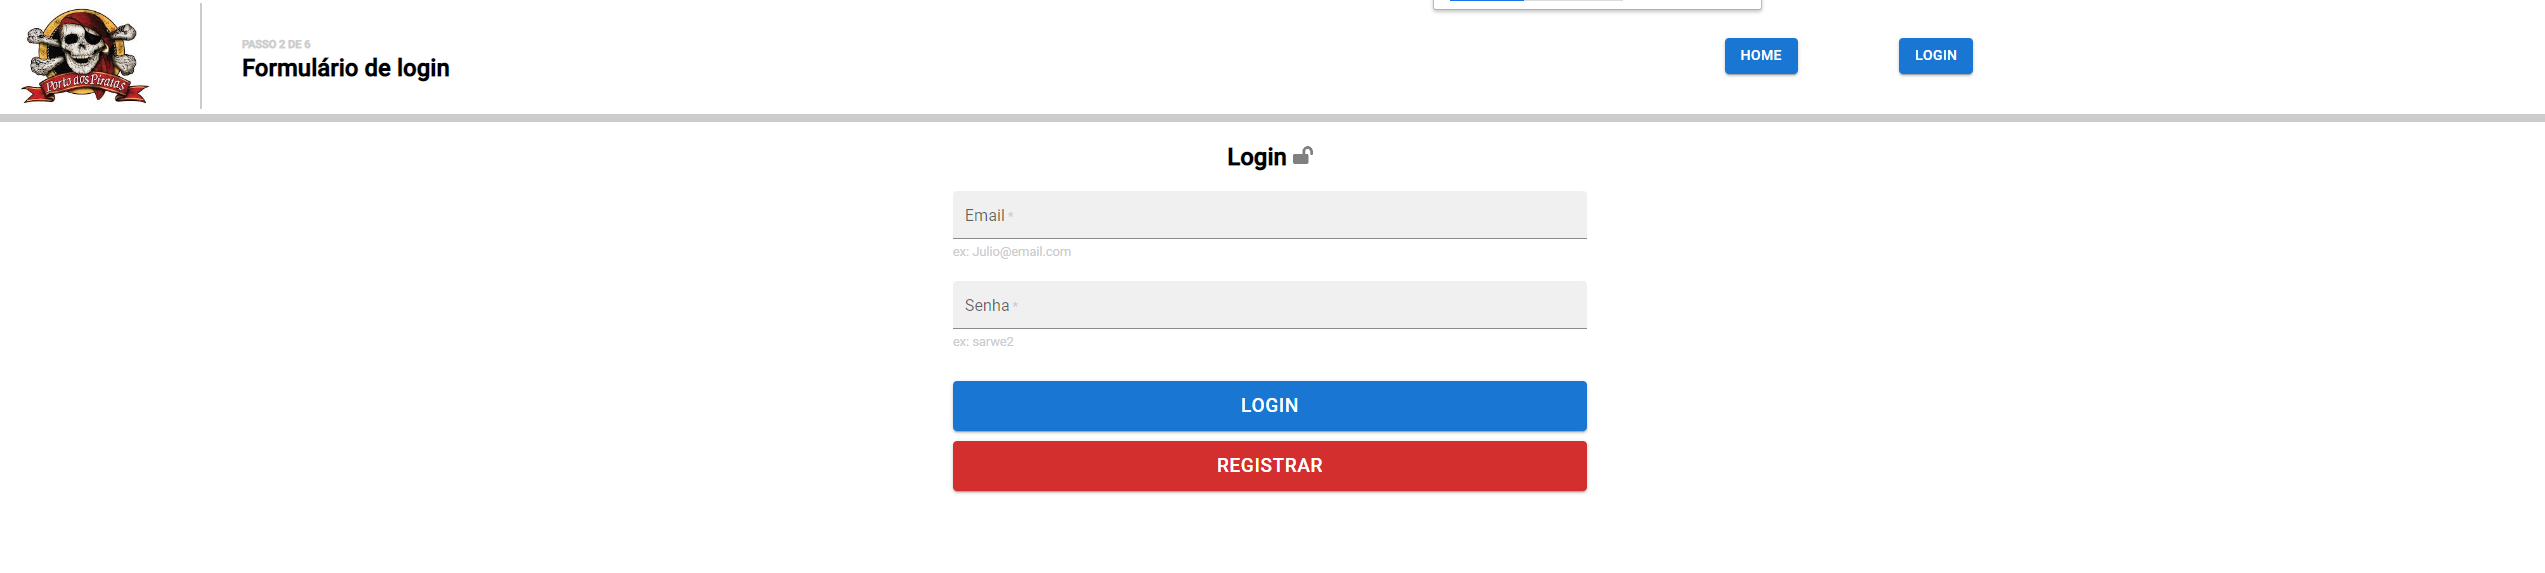 Porto dos Piratas
PASSO 2 DE 6
Formulário de login
HOME
LOGIN
Login
Email *
ex: Julio@email.com
Senha *
ex: sarwe2
LOGIN
REGISTRAR